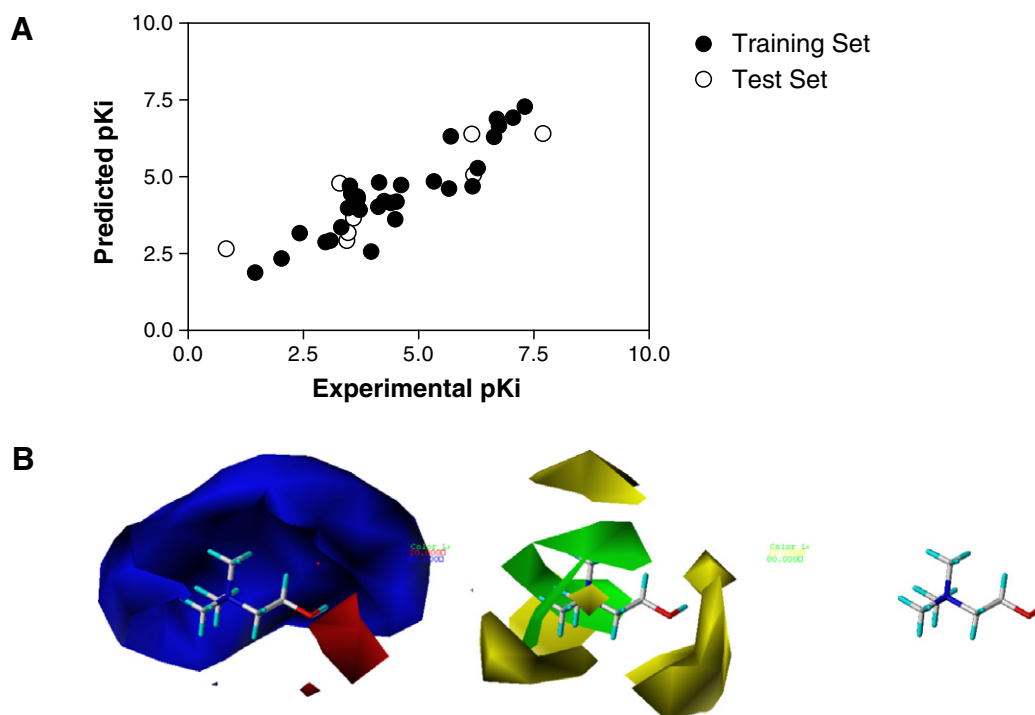 A
10.0
7.5
5.0
2.5
0.0
Predicted pKi
0.0 2.5 5.0 7.5 10.0
Experimental pKi
Training Set
Test Set
B
Color L